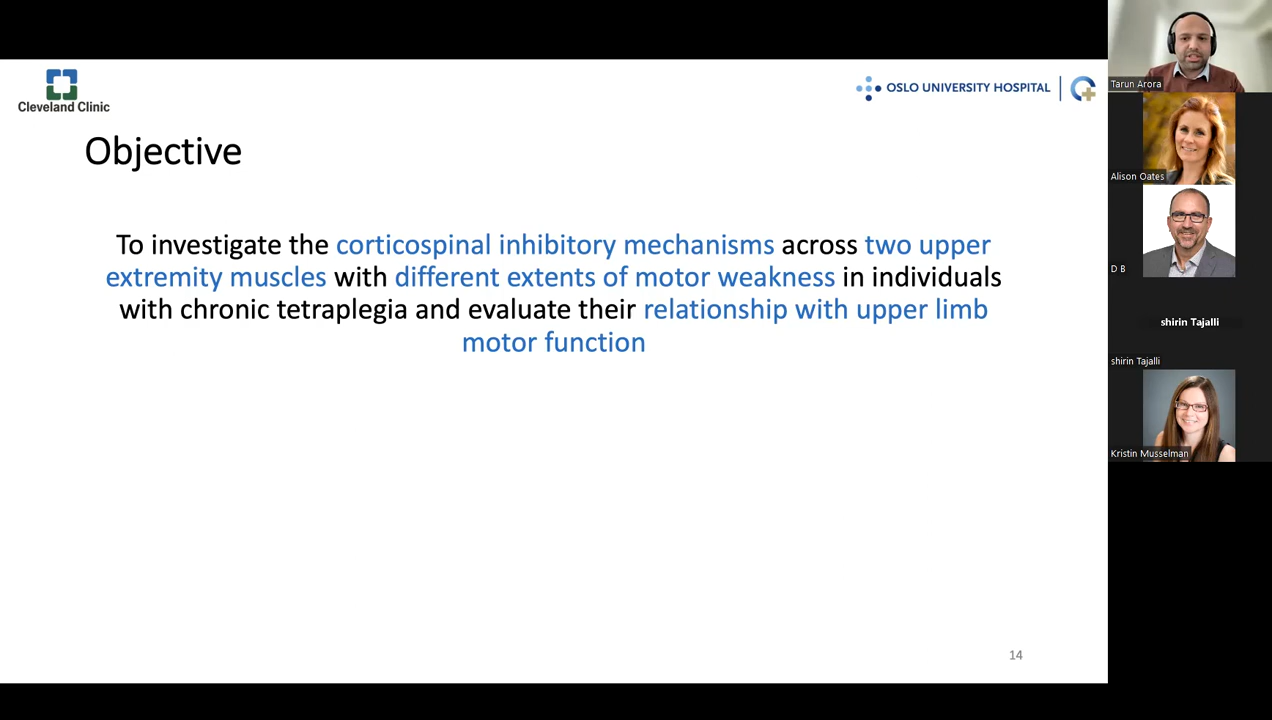 Cleveland Clinic
OSLO UNIVERSITY HOSPITAL
Objective
To investigate the corticospinal inhibitory mechanisms across two upper
extremity muscles with different extents of motor weakness in individuals
with chronic tetraplegia and evaluate their relationship with upper limb
motor function
14
Tarun Arora
Alison Oates
D B
shirin Tajalli
shirin Tajalli
Kristin Musselman